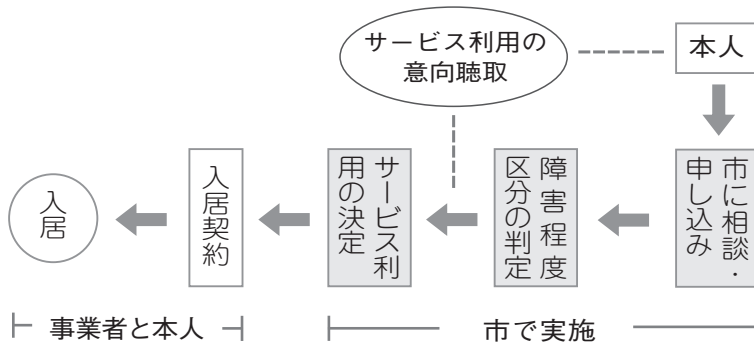 サービス利用の
意向聴取
本人
市に相談・
申し込み
障害程度
区分の判定
サービス利
用の決定
入居契約
入居
事業者と本人
市で実施